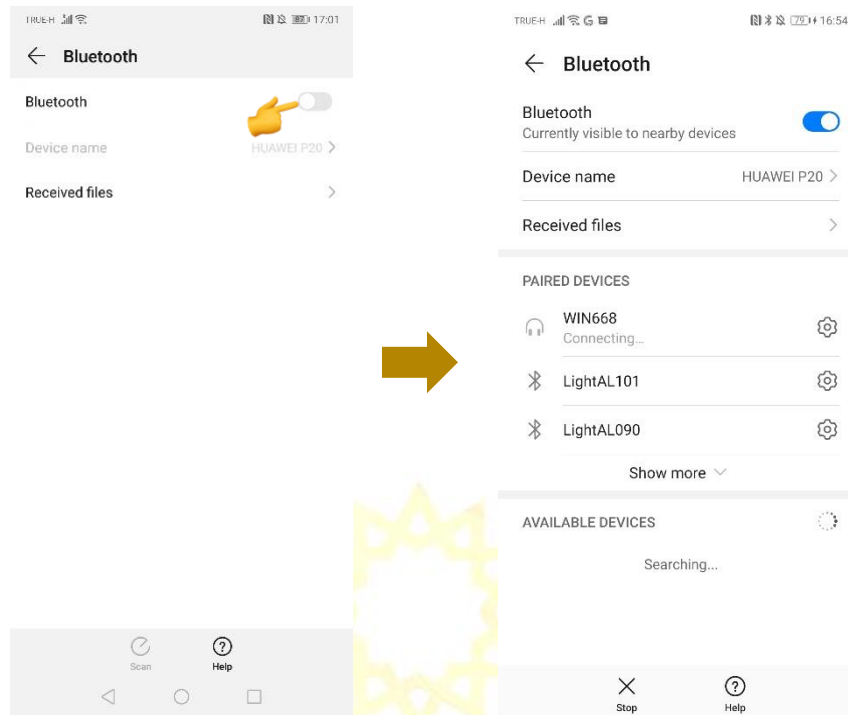 TRUE-H 87 17:01
Bluetooth
Bluetooth
Device name HUAWEI P20
Received files
Scan
Help
TRUE-H G 79 16:54
Bluetooth
Bluetooth
Currently visible to nearby devices
Device name HUAWEI P20
Received files
PAIRED DEVICES
WIN668
Connecting...
LightAL101
LightAL090
Show more
AVAILABLE DEVICES
Searching...
Stop
Help